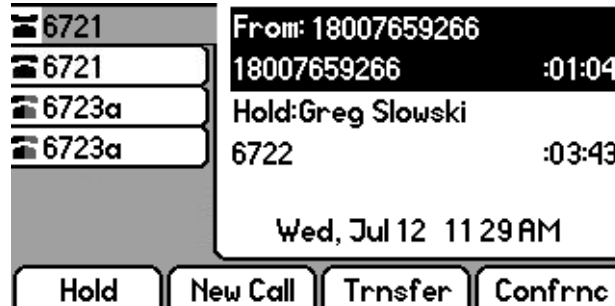 6721
6721
6723a
6723a
From: 18007659266
18007659266 :01:04
Hold:Greg Slowski
6722 :03:43
Wed, Jul 12 11 29 AM
Hold New Call Trnsfer Confrnc